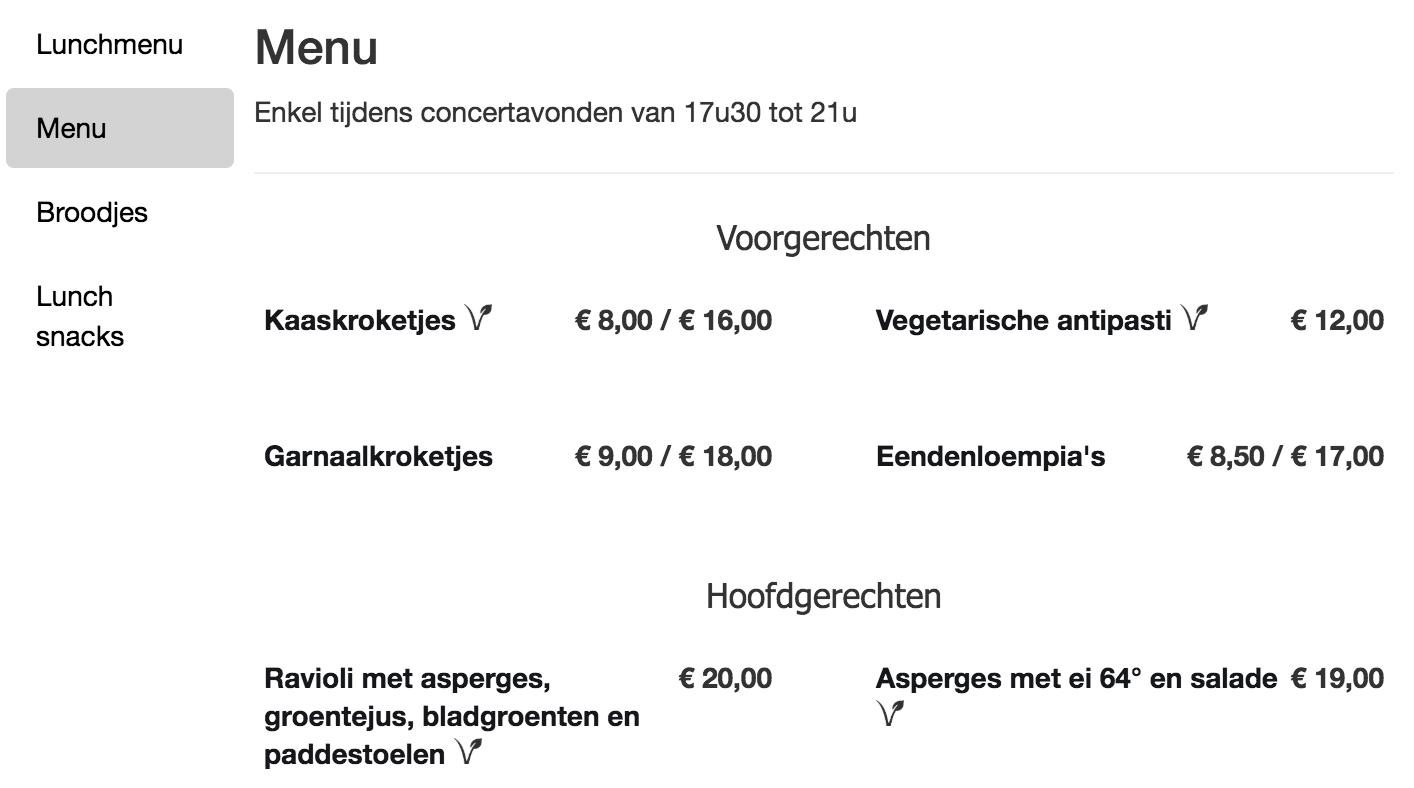 Lunchmenu
Menu
Broodjes
Lunch
snacks
Menu
Enkel tijdens concertavonden van 17u30 tot 21u
Voorgerechten
Kaaskroketjes € 8,00 / € 16,00
Vegetarische antipasti € 12,00
Garnaalkroketjes € 9,00 / € 18,00
Eendenloempia's € 8,50 / € 17,00
Hoofdgerechten
Ravioli met asperges, € 20,00
groentejus, bladgroenten en
paddestoelen
Asperges met ei 64° en salade € 19,00